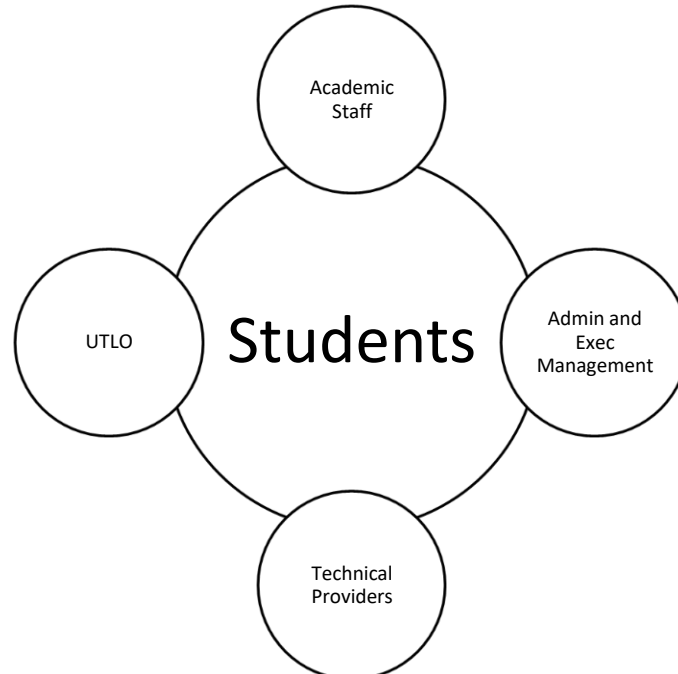 Academic
Staff
UTLO
Students
Admin and
Exec
Management
Technical
Providers